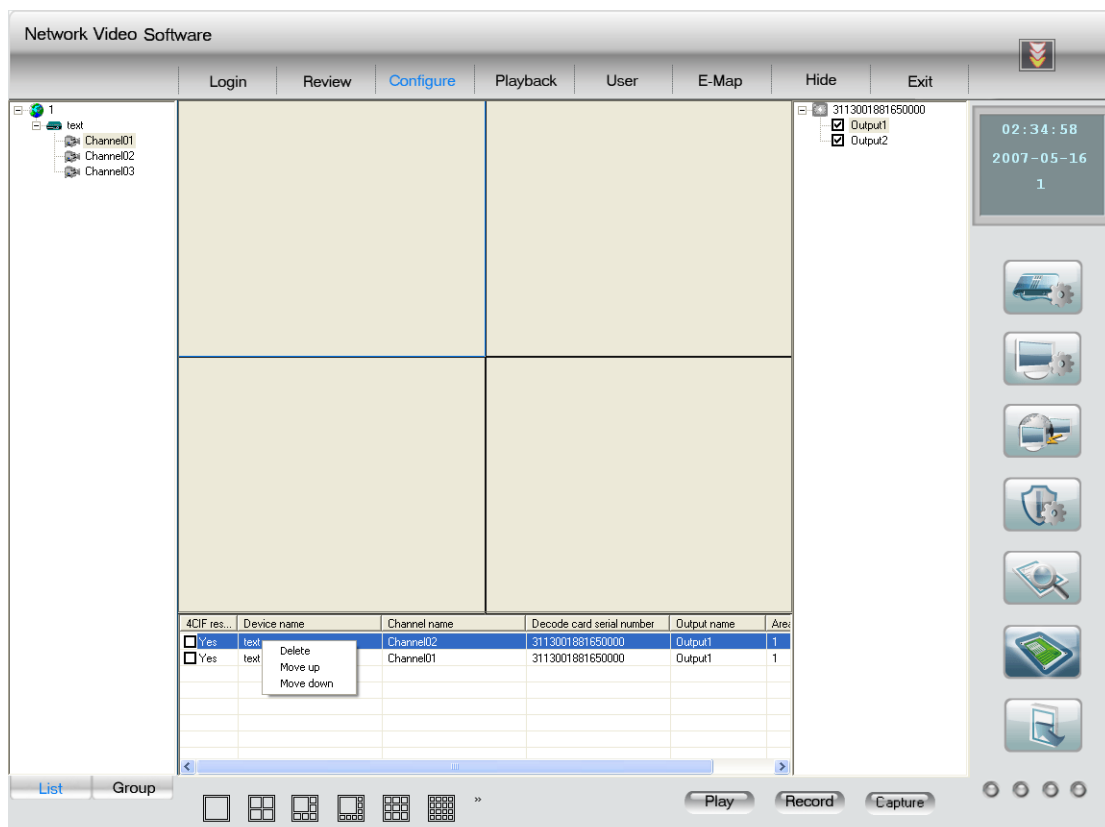 Network Video Software
Login Review Configure Playback User E-Map Hide Exit
1
text
Channel01
Channel02
Channel03
3113001881650000
Output1
Output2
02:34:58
2007-05-16
1
4CIF res... Device name Channel name Decode card serial number Output name Area
Yes text Channel02 3113001881650000 Output1 1
Yes text Channel01 3113001881650000 Output1 1
Delete
Move up
Move down
List Group
» Play Record Capture